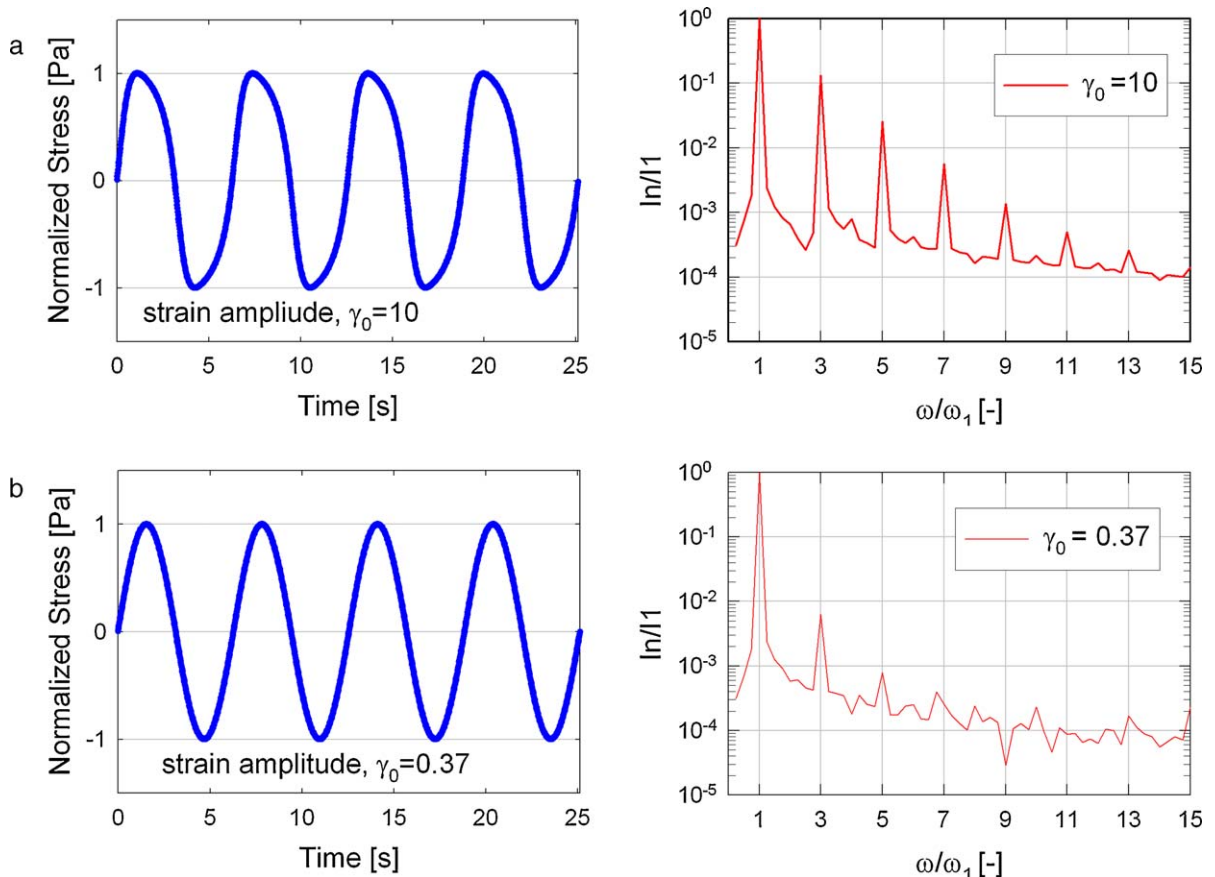 a
Normalized Stress [Pa]
1
0
-1
strain ampliude, γ₀=10
0 5 10 15 20 25
Time [s]
In/I1
10⁰
10⁻¹
10⁻²
10⁻³
10⁻⁴
10⁻⁵
γ₀ =10
1 3 5 7 9 11 13 15
ω/ω₁ [-]
b
Normalized Stress [Pa]
1
0
-1
strain amplitude, γ₀=0.37
0 5 10 15 20 25
Time [s]
In/I1
10⁰
10⁻¹
10⁻²
10⁻³
10⁻⁴
10⁻⁵
γ₀ = 0.37
1 3 5 7 9 11 13 15
ω/ω₁ [-]